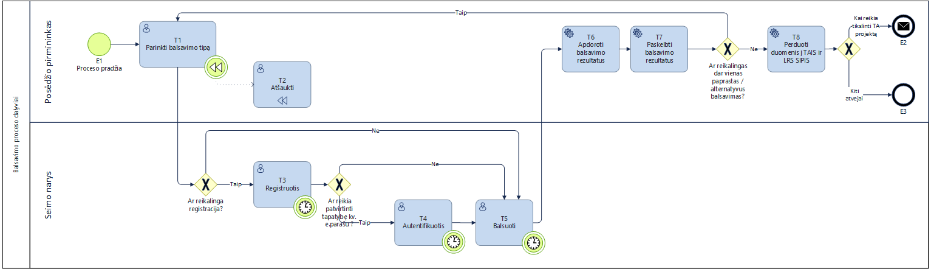 Balsavimo proceso dalyviai
Posėdžio pirmininkas
E1
Proceso pradžia
T1
Parinkti balsavimo tipą
T2
Atšaukti
Taip
T6
Apdoroti
balsavimo
rezultatus
T7
Paskelbti
balsavimo
rezultatus
Ar reikalingas
dar vienas
paprastas /
alternatyvus
balsavimas?
Ne
T8
Perduoti
duomenis į TAIS ir
LRS SIPIS
Kai reikia
tikslinti TA
projektą
E2
Kiti
atvejai
E3
Seimo narys
Ne
Ar reikalinga
registracija?
Taip
T3
Registruotis
Ne
Ar reikia
patvirtinti
tapatybę kv.
e.parašu?
Taip
T4
Autentifikuotis
T5
Balsuoti